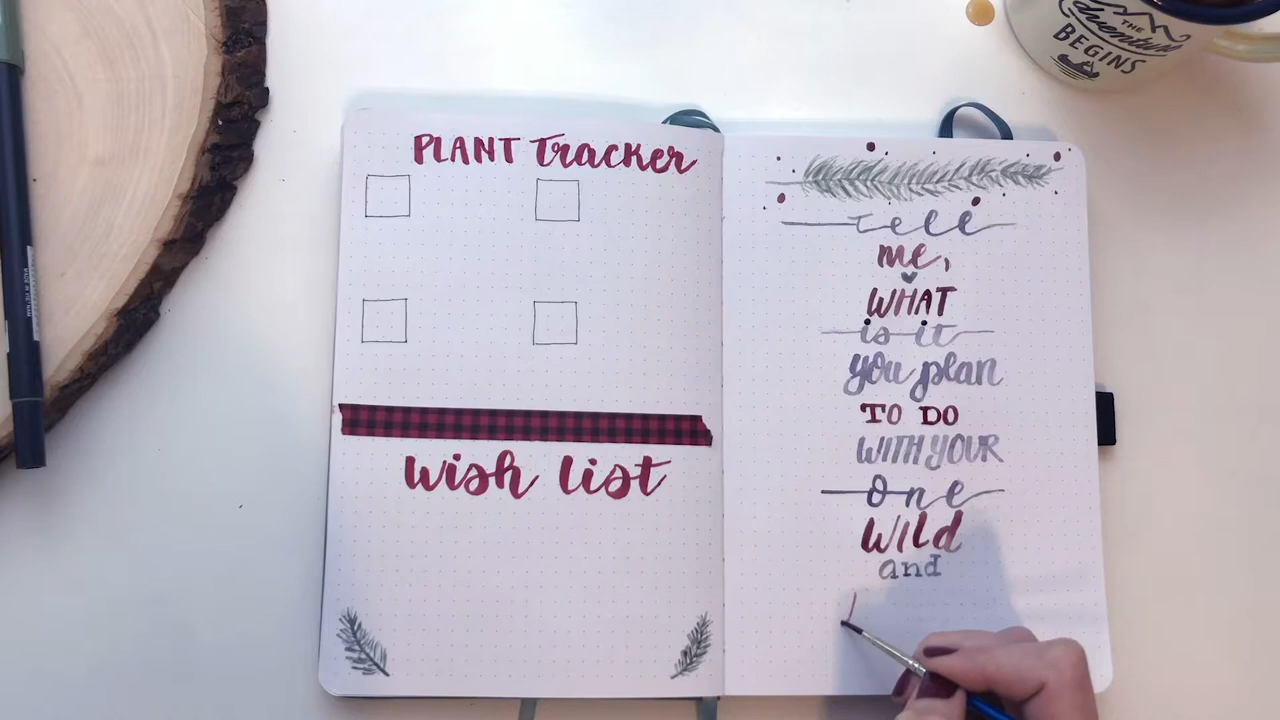 PLANT Tracker
wish list
tell
me,
WHAT
is it
you plan
TO DO
WITH YOUR
one
WILD
and
THE
Adventure
BEGINS